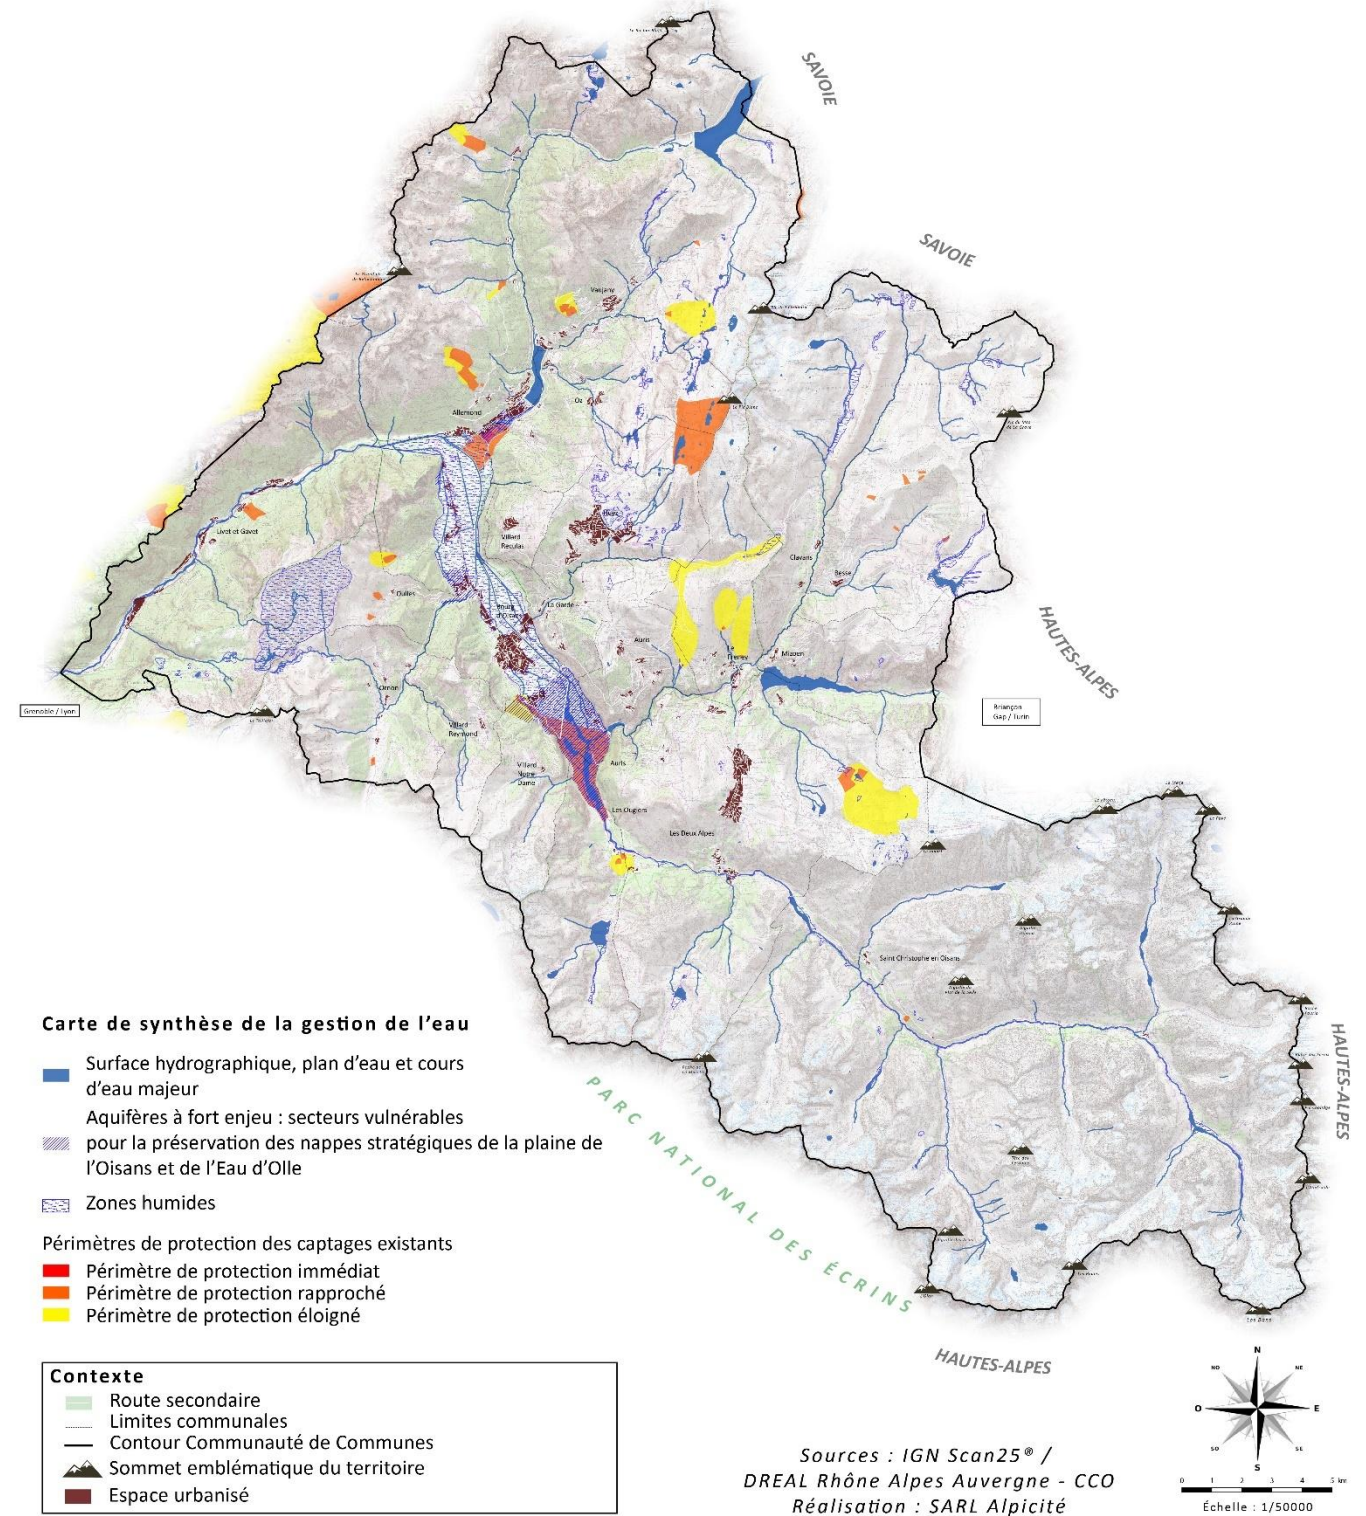 SAVOIE
SAVOIE
Vaujany
Allemond
Oz
Livet et Gavet
Villard
Reculas
Huez
Clavans
Besse
Oulles
Bourg
d'Oisans
La Garde
Auris
Le
Freney
Mizoen
HAUTES-ALPES
Grenoble / Lyon
Ornon
Briançon
Gap / Turin
Villard
Reymond
Villard
Notre
Dame
Auris
Les Ougiers
Les Deux Alpes
Saint Christophe en Oisans
HAUTES-ALPES
PARC NATIONAL DES ÉCRINS
HAUTES-ALPES
Carte de synthèse de la gestion de l'eau
Surface hydrographique, plan d'eau et cours
d'eau majeur
Aquifères à fort enjeu : secteurs vulnérables
pour la préservation des nappes stratégiques de la plaine de
l'Oisans et de l'Eau d'Olle
Zones humides
Périmètres de protection des captages existants
Périmètre de protection immédiat
Périmètre de protection rapproché
Périmètre de protection éloigné
Contexte
Route secondaire
Limites communales
Contour Communauté de Communes
Sommet emblématique du territoire
Espace urbanisé
Sources : IGN Scan25® /
DREAL Rhône Alpes Auvergne - CCO
Réalisation : SARL Alpicité
N
NO NE
O E
SO SE
S
0 1 2 3 4 5 km
Échelle : 1/50000